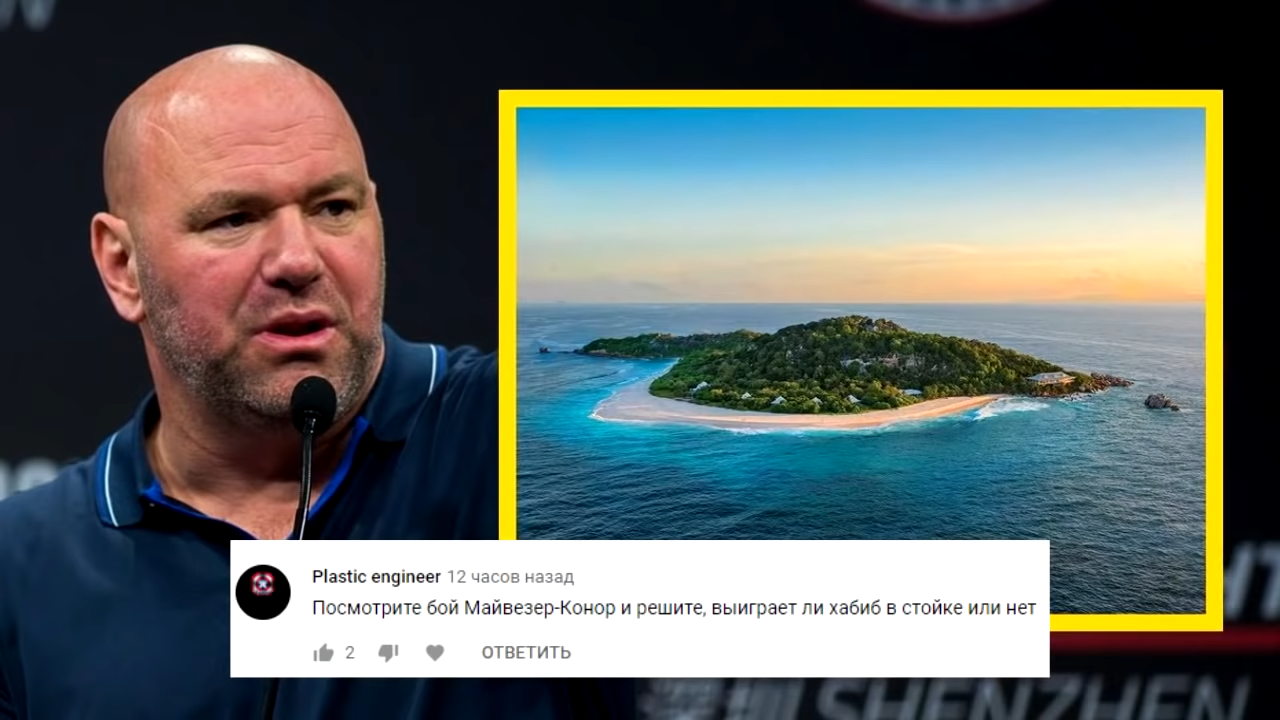 Plastic engineer 12 часов назад
Посмотрите бой Майвезер-Конор и решите, выиграет ли хабиб в стойке или нет
2
ОТВЕТИТЬ
SHENZHEN